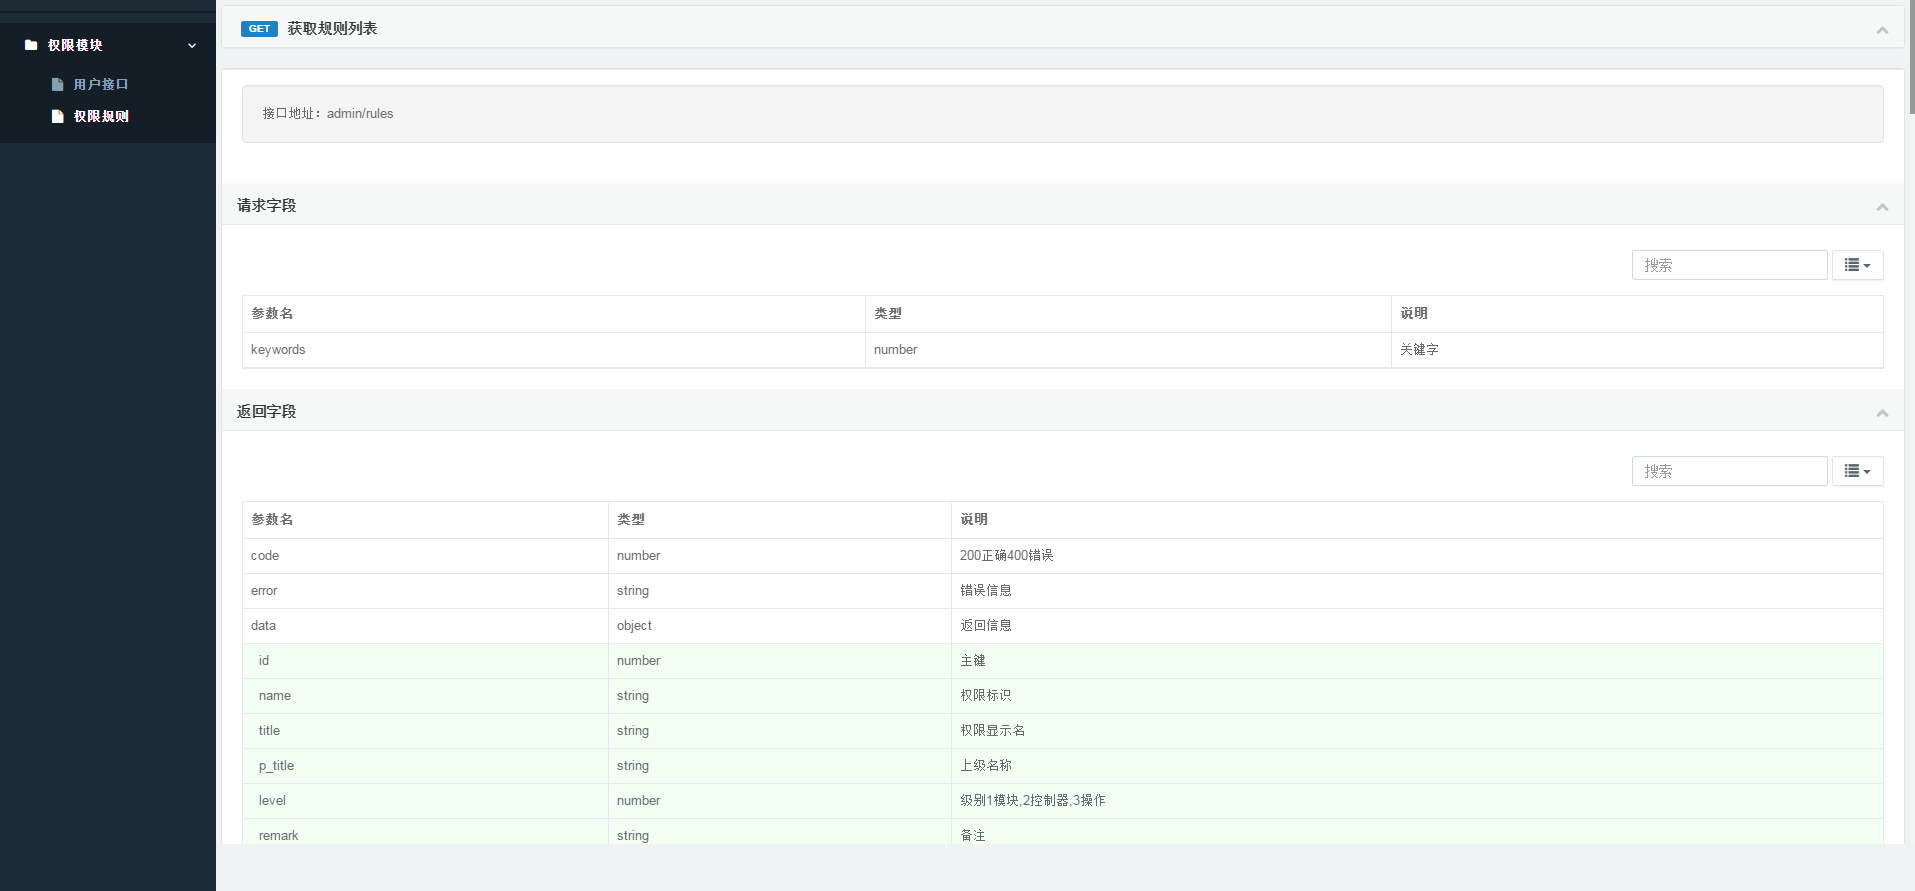 权限模块
用户接口
权限规则
GET 获取规则列表
接口地址：admin/rules
请求字段
搜索
参数名 类型 说明
keywords number 关键字
返回字段
搜索
参数名 类型 说明
code number 200正确400错误
error string 错误信息
data object 返回信息
id number 主键
name string 权限标识
title string 权限显示名
p_title string 上级名称
level number 级别1模块,2控制器,3操作
remark string 备注